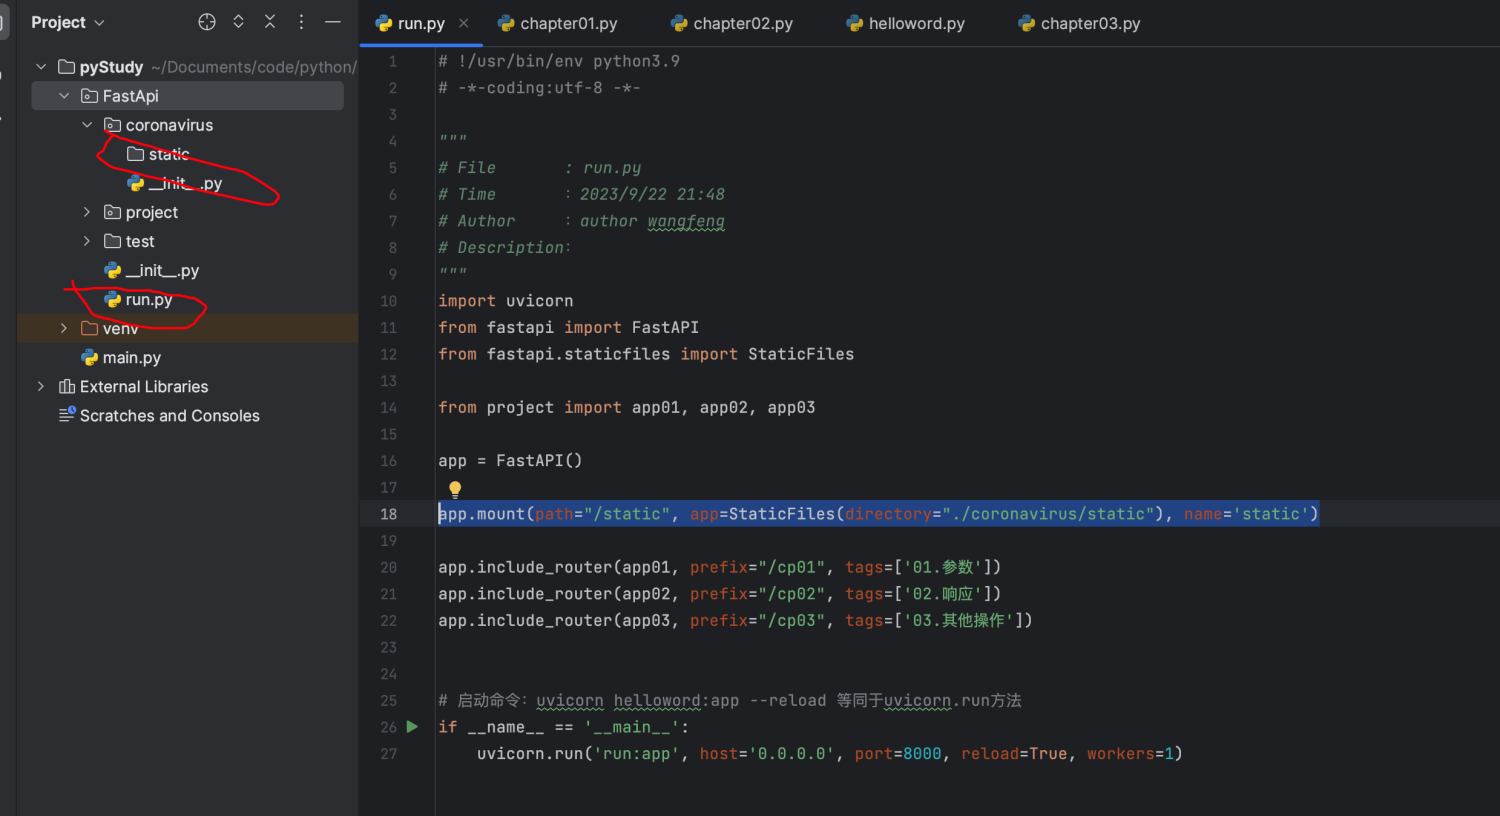 Project
run.py
chapter01.py
chapter02.py
helloword.py
chapter03.py
pyStudy ~/Documents/code/python/
FastApi
coronavirus
static
__init__.py
project
test
__init__.py
run.py
venv
main.py
External Libraries
Scratches and Consoles
1 # !/usr/bin/env python3.9
2 # -*-coding:utf-8 -*-
3
4 """
5 # File : run.py
6 # Time : 2023/9/22 21:48
7 # Author : author wangfeng
8 # Description:
9 """
10 import uvicorn
11 from fastapi import FastAPI
12 from fastapi.staticfiles import StaticFiles
13
14 from project import app01, app02, app03
15
16 app = FastAPI()
17
18 app.mount(path="/static", app=StaticFiles(directory="./coronavirus/static"), name='static')
19
20 app.include_router(app01, prefix="/cp01", tags=['01.参数'])
21 app.include_router(app02, prefix="/cp02", tags=['02.响应'])
22 app.include_router(app03, prefix="/cp03", tags=['03.其他操作'])
23
24
25 # 启动命令：uvicorn helloword:app --reload 等同于uvicorn.run方法
26 if __name__ == '__main__':
27 uvicorn.run('run:app', host='0.0.0.0', port=8000, reload=True, workers=1)